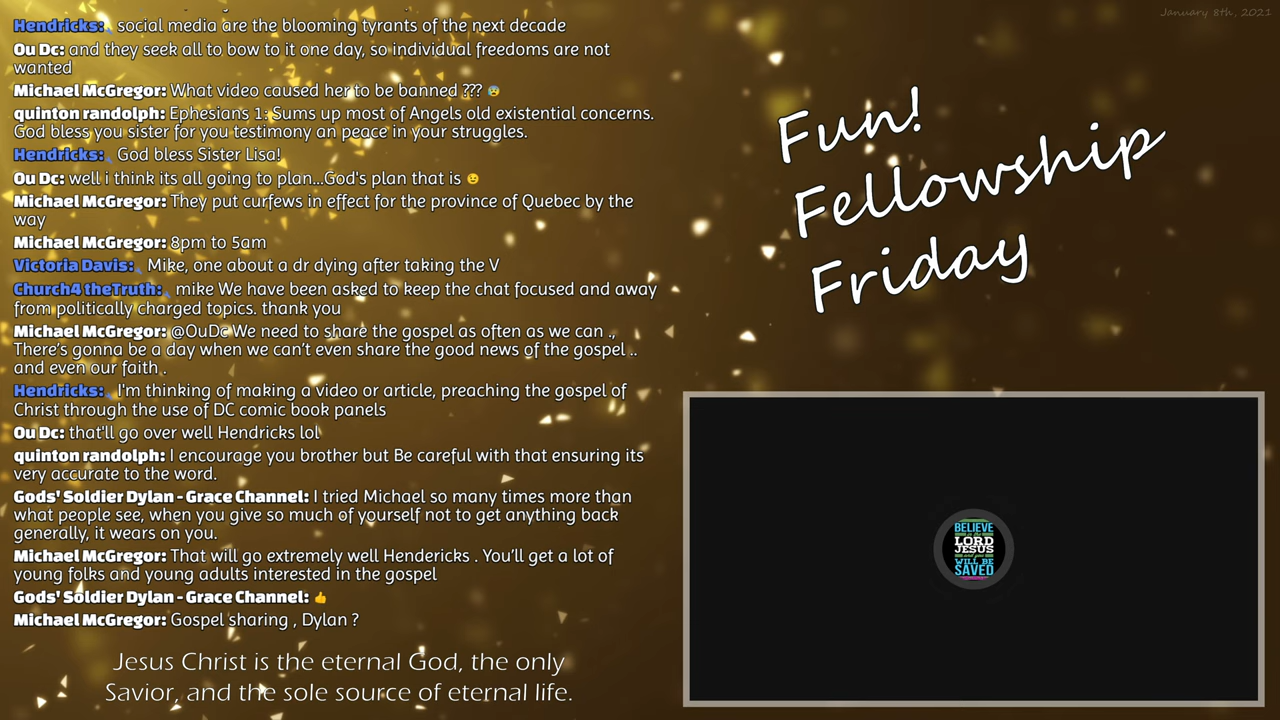 Hendricks: social media are the blooming tyrants of the next decade
Ou Dc: and they seek all to bow to it one day, so individual freedoms are not
wanted
Michael McGregor: What video caused her to be banned ??? 😰
quinton randolph: Ephesians 1: Sums up most of Angels old existential concerns.
God bless you sister for you testimony an peace in your struggles.
Hendricks: God bless Sister Lisa!
Ou Dc: well i think its all going to plan...God's plan that is 😉
Michael McGregor: They put curfews in effect for the province of Quebec by the
way
Michael McGregor: 8pm to 5am
Victoria Davis: Mike, one about a dr dying after taking the V
Church4theTruth: mike We have been asked to keep the chat focused and away
from politically charged topics. thank you
Michael McGregor: @OuDc We need to share the gospel as often as we can .,
There's gonna be a day when we can't even share the good news of the gospel ..
and even our faith .
Hendricks: I'm thinking of making a video or article, preaching the gospel of
Christ through the use of DC comic book panels
Ou Dc: that'll go over well Hendricks lol
quinton randolph: I encourage you brother but Be careful with that ensuring its
very accurate to the word.
Gods' Soldier Dylan - Grace Channel: I tried Michael so many times more than
what people see, when you give so much of yourself not to get anything back
generally, it wears on you.
Michael McGregor: That will go extremely well Hendericks . You'll get a lot of
young folks and young adults interested in the gospel
Gods' Soldier Dylan - Grace Channel: 👍
Michael McGregor: Gospel sharing , Dylan ?
Jesus Christ is the eternal God, the only
Savior, and the sole source of eternal life.
January 8th, 2021
Fun!
Fellowship
Friday
BELIEVE
LORD
JESUS
WILL BE
SAVED